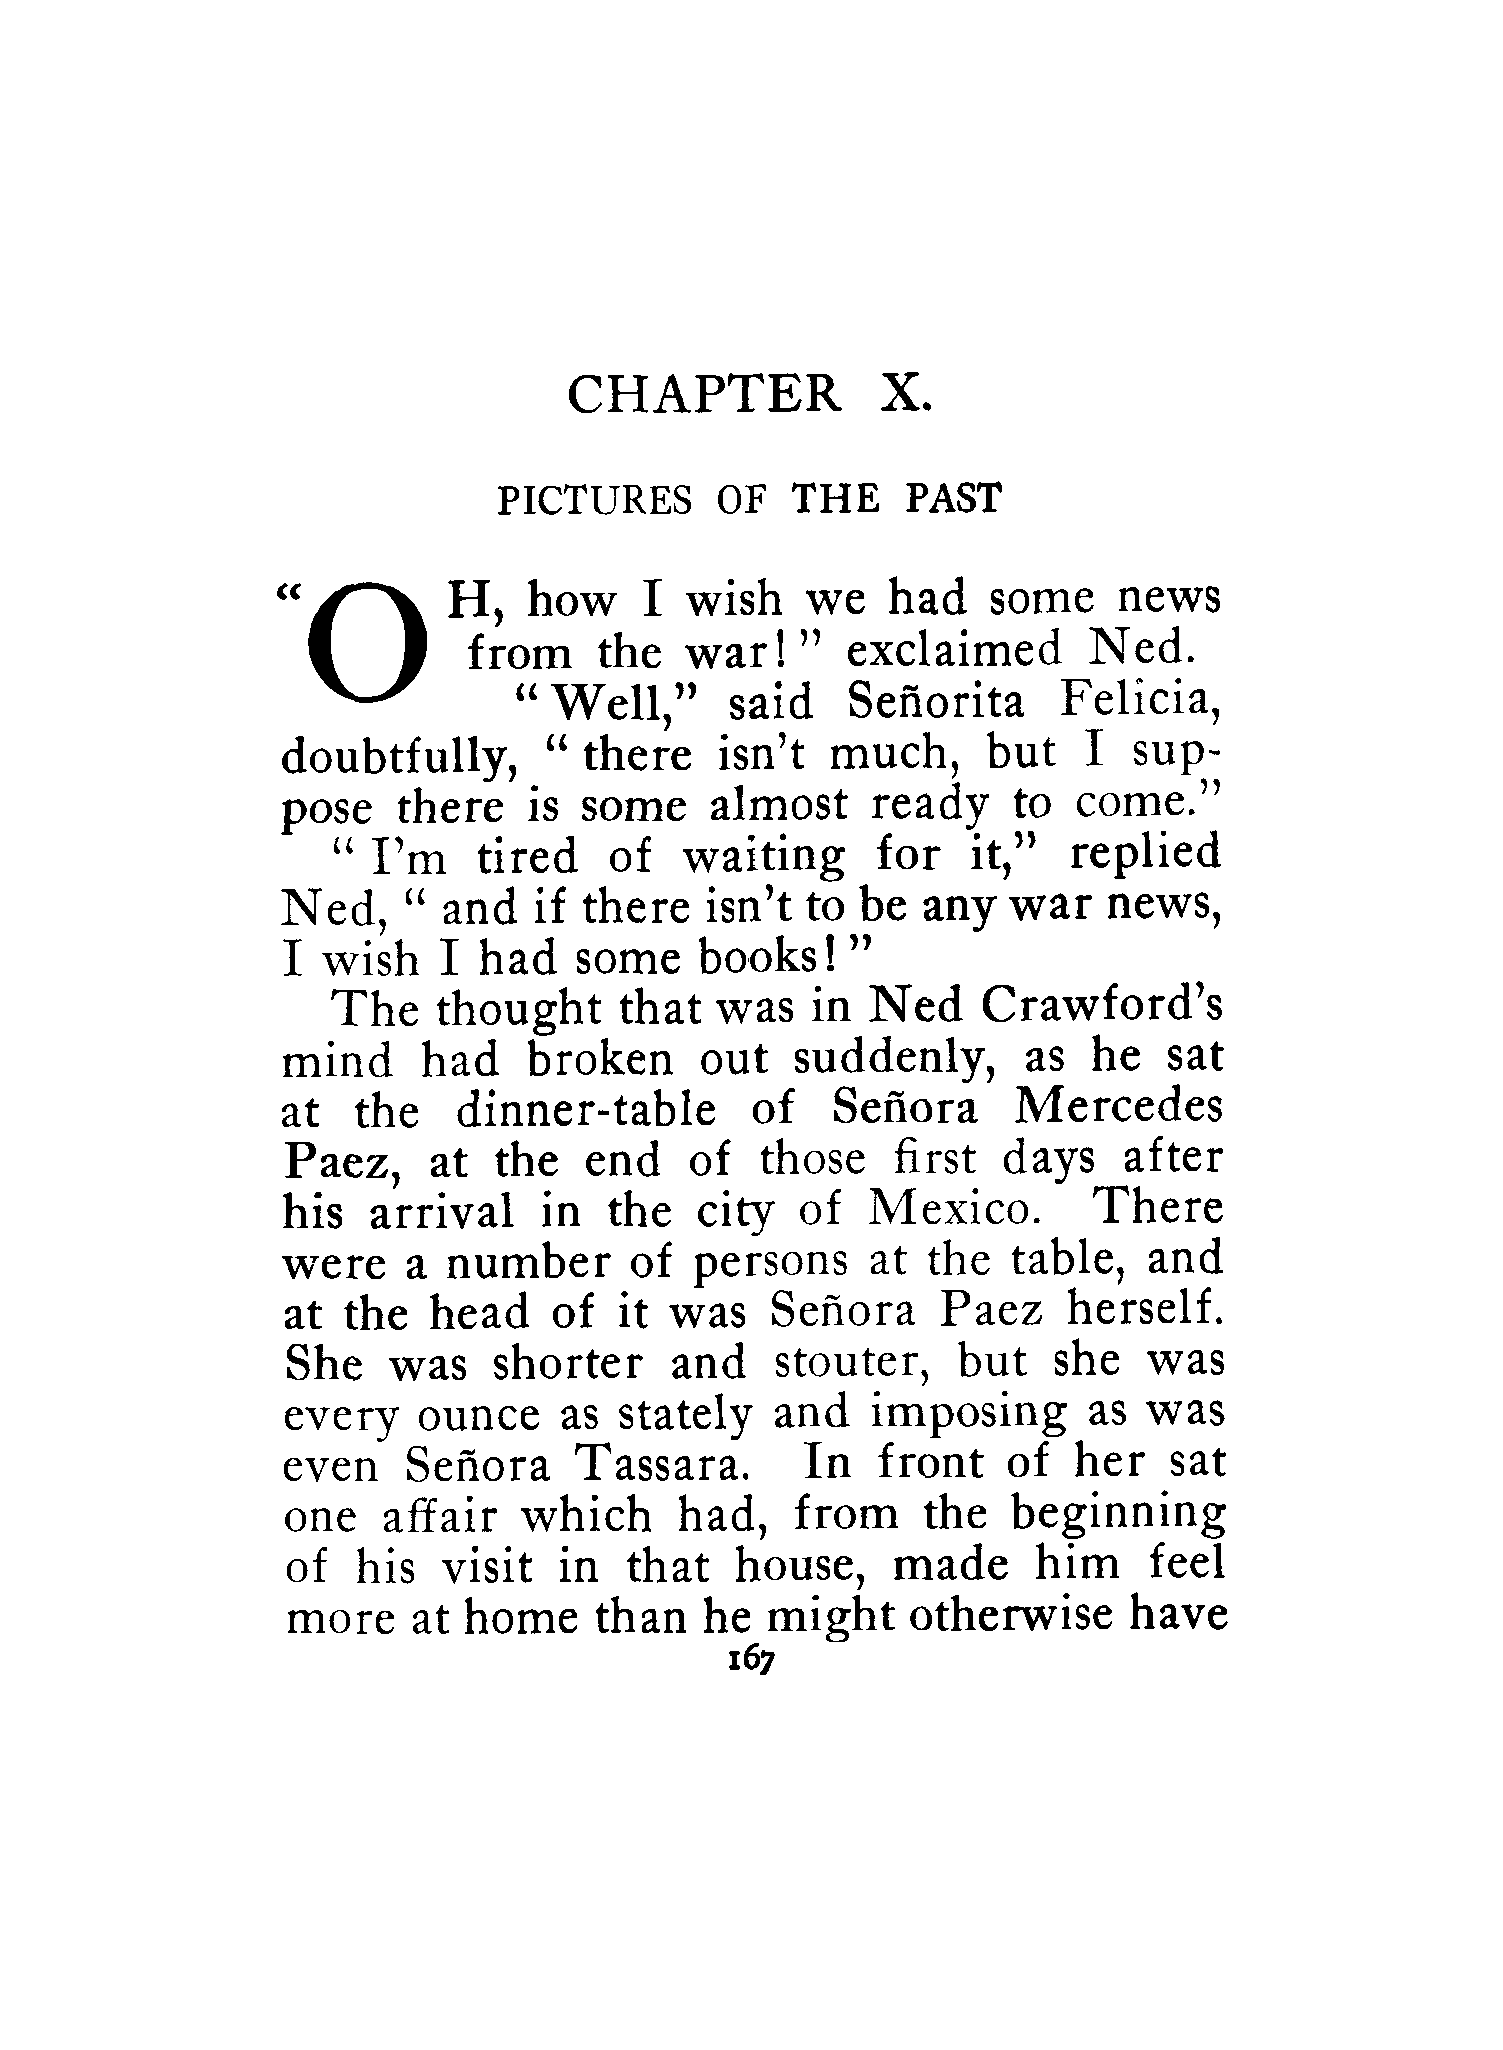 CHAPTER X.
PICTURES OF THE PAST
“OH, how I wish we had some news
from the war!” exclaimed Ned.
“Well,” said Señorita Felicia,
doubtfully, “there isn’t much, but I sup-
pose there is some almost ready to come.”
“I’m tired of waiting for it,” replied
Ned, “and if there isn’t to be any war news,
I wish I had some books!”
The thought that was in Ned Crawford’s
mind had broken out suddenly, as he sat
at the dinner-table of Señora Mercedes
Paez, at the end of those first days after
his arrival in the city of Mexico. There
were a number of persons at the table, and
at the head of it was Señora Paez herself.
She was shorter and stouter, but she was
every ounce as stately and imposing as was
even Señora Tassara. In front of her sat
one affair which had, from the beginning
of his visit in that house, made him feel
more at home than he might otherwise have
167